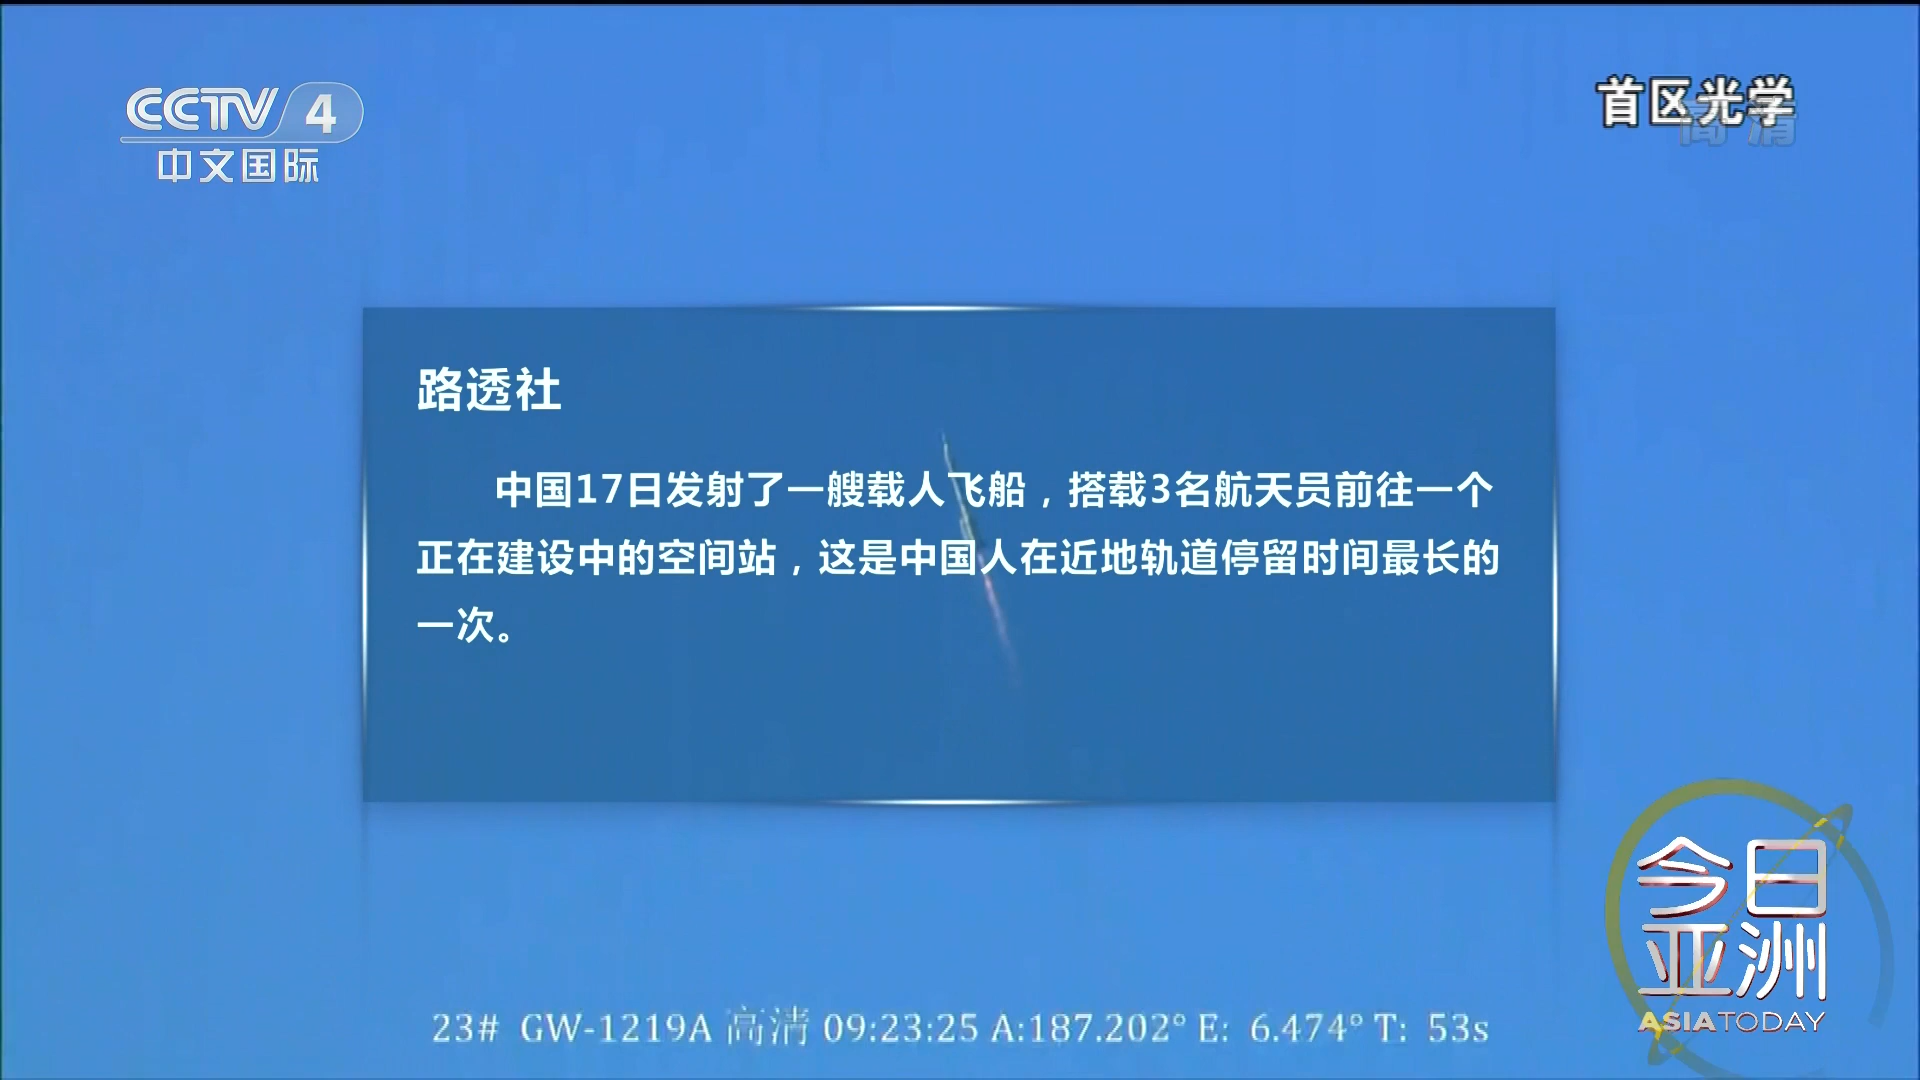 CCTV 4
中文国际
首区光学
高清
路透社
中国17日发射了一艘载人飞船，搭载3名航天员前往一个
正在建设中的空间站，这是中国人在近地轨道停留时间最长的
一次。
今日
亚洲
ASIA TODAY
23# GW-1219A 高清 09:23:25 A:187.202° E: 6.474° T: 53s